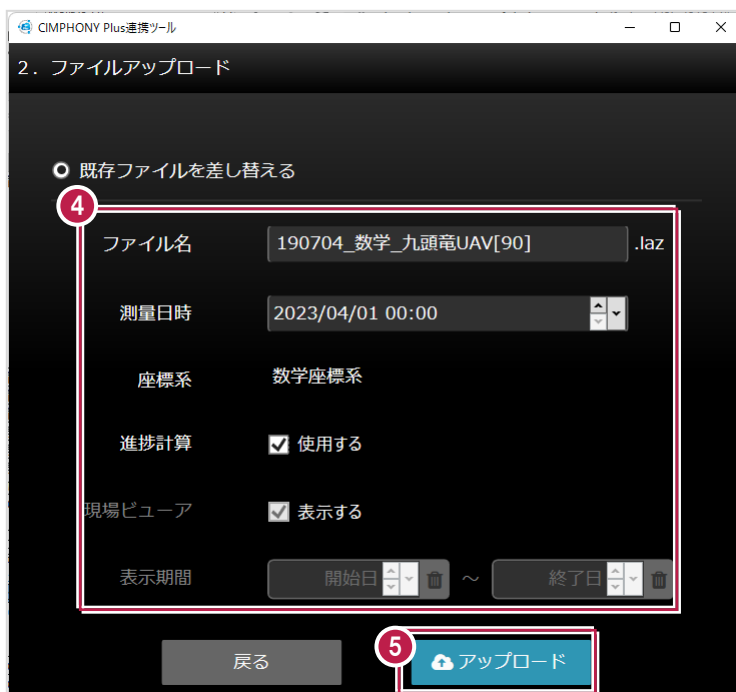 CIMPHONY Plus連携ツール
2. ファイルアップロード
既存ファイルを差し替える
4
ファイル名 190704_数学_九頭竜UAV[90] .laz
測量日時 2023/04/01 00:00
座標系 数学座標系
進捗計算 使用する
現場ビューア 表示する
表示期間 開始日 ～ 終了日
戻る 5 アップロード